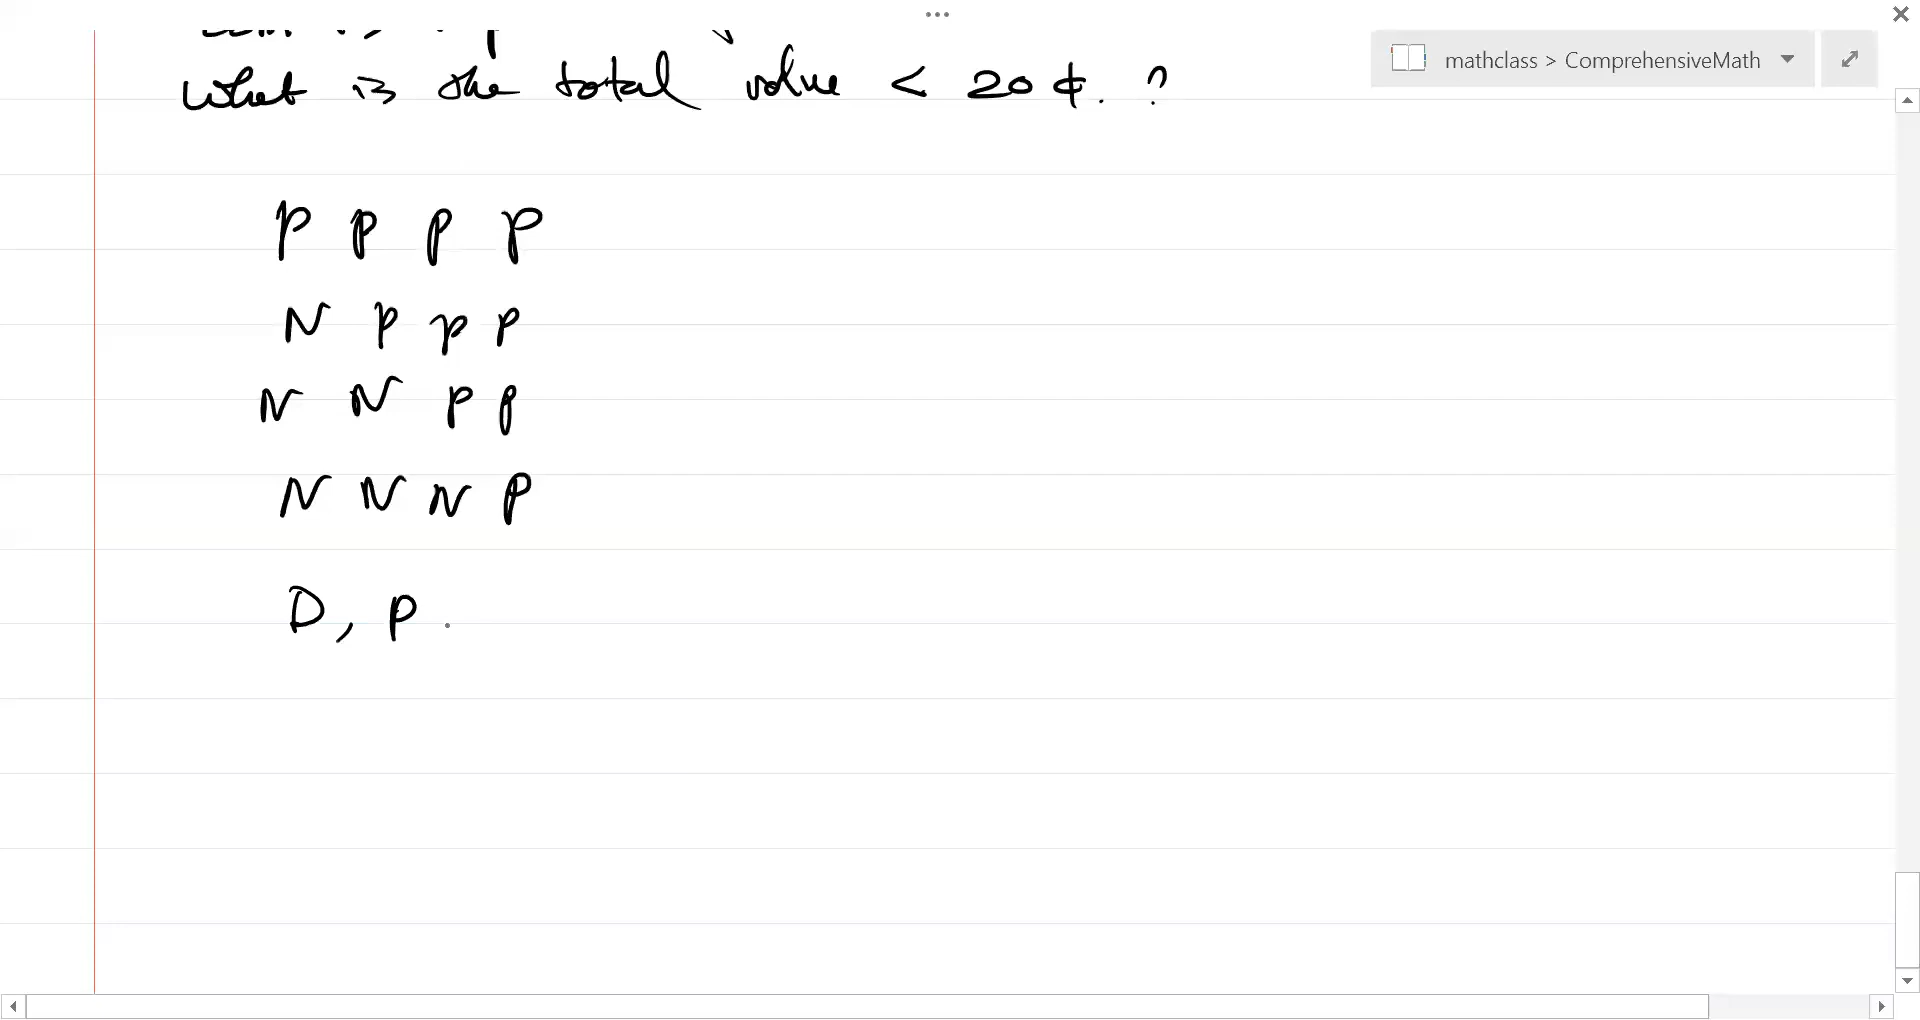 ...
mathclass > ComprehensiveMath
what is the total value < 20 ¢. ?
P P P P
N P P P
N N P P
N N N P
D, P